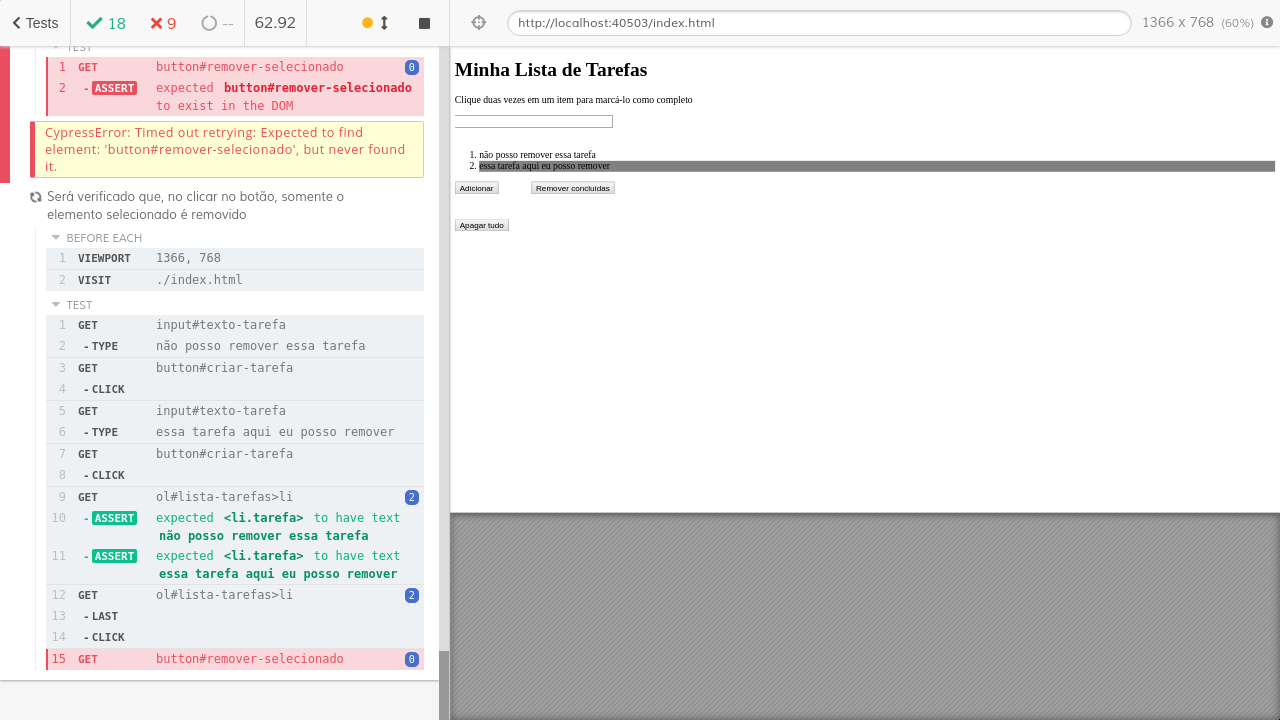 Tests 18 9 -- 62.92
http://localhost:40503/index.html 1366 x 768 (60%)
TEST
1 GET button#remover-selecionado 0
2 -ASSERT expected button#remover-selecionado
to exist in the DOM
CypressError: Timed out retrying: Expected to find
element: 'button#remover-selecionado', but never found
it.
Será verificado que, no clicar no botão, somente o
elemento selecionado é removido
BEFORE EACH
1 VIEWPORT 1366, 768
2 VISIT ./index.html
TEST
1 GET input#texto-tarefa
2 -TYPE não posso remover essa tarefa
3 GET button#criar-tarefa
4 -CLICK
5 GET input#texto-tarefa
6 -TYPE essa tarefa aqui eu posso remover
7 GET button#criar-tarefa
8 -CLICK
9 GET ol#lista-tarefas>li 2
10 -ASSERT expected <li.tarefa> to have text
não posso remover essa tarefa
11 -ASSERT expected <li.tarefa> to have text
essa tarefa aqui eu posso remover
12 GET ol#lista-tarefas>li 2
13 -LAST
14 -CLICK
15 GET button#remover-selecionado 0
Minha Lista de Tarefas
Clique duas vezes em um item para marcá-lo como completo
1. não posso remover essa tarefa
2. essa tarefa aqui eu posso remover
Adicionar Remover concluídas
Apagar tudo